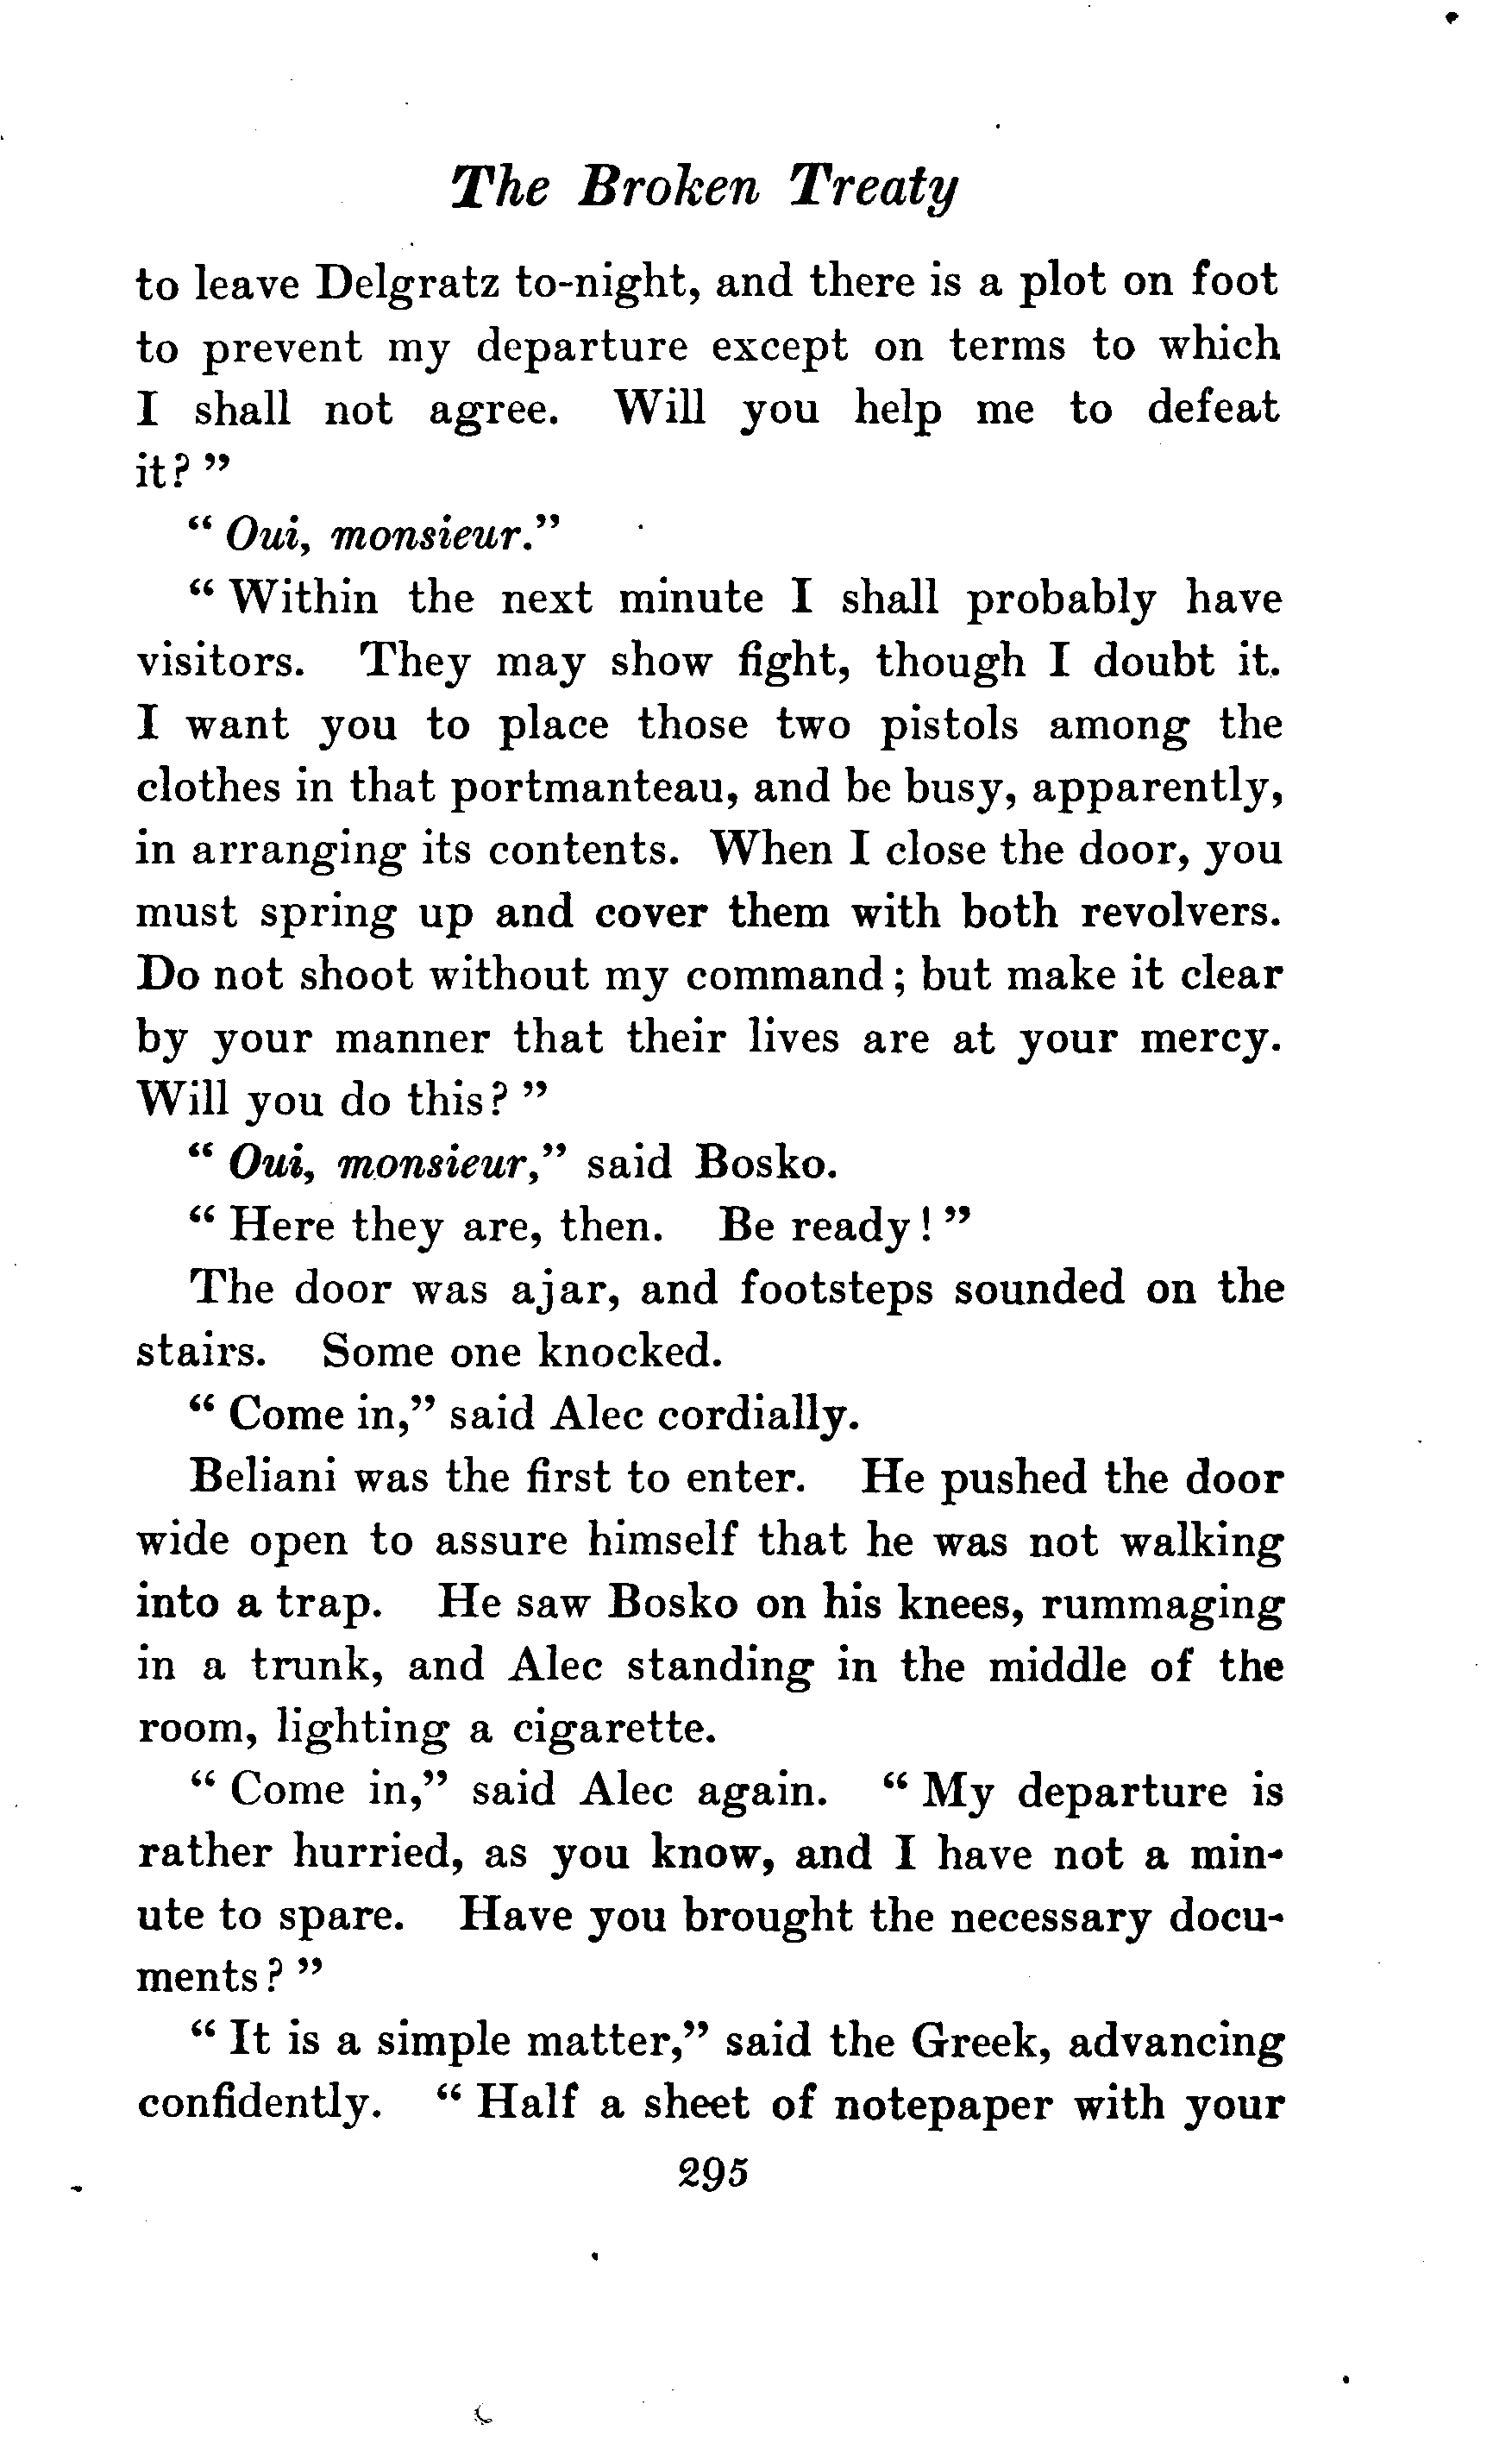 The Broken Treaty
to leave Delgratz to-night, and there is a plot on foot
to prevent my departure except on terms to which
I shall not agree. Will you help me to defeat
it? ”
“ Oui, monsieur.”
“ Within the next minute I shall probably have
visitors. They may show fight, though I doubt it.
I want you to place those two pistols among the
clothes in that portmanteau, and be busy, apparently,
in arranging its contents. When I close the door, you
must spring up and cover them with both revolvers.
Do not shoot without my command; but make it clear
by your manner that their lives are at your mercy.
Will you do this? ”
“ Oui, monsieur,” said Bosko.
“ Here they are, then. Be ready! ”
The door was ajar, and footsteps sounded on the
stairs. Some one knocked.
“ Come in,” said Alec cordially.
Beliani was the first to enter. He pushed the door
wide open to assure himself that he was not walking
into a trap. He saw Bosko on his knees, rummaging
in a trunk, and Alec standing in the middle of the
room, lighting a cigarette.
“ Come in,” said Alec again. “ My departure is
rather hurried, as you know, and I have not a min-
ute to spare. Have you brought the necessary docu-
ments? ”
“ It is a simple matter,” said the Greek, advancing
confidently. “ Half a sheet of notepaper with your
295